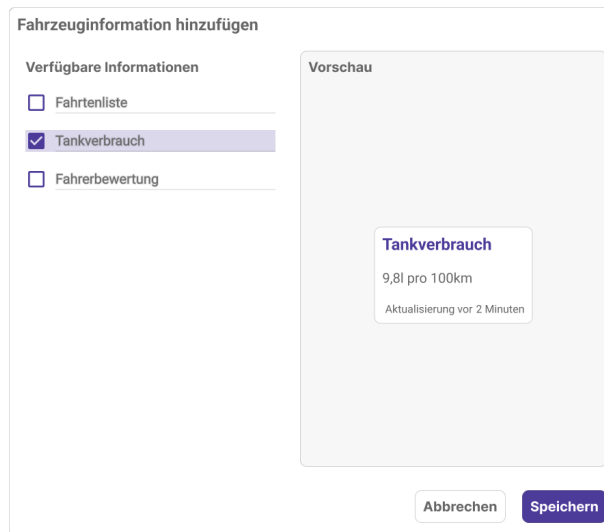 Fahrzeuginformation hinzufügen
Verfügbare Informationen
Fahrtenliste
Tankverbrauch
Fahrerbewertung
Vorschau
Tankverbrauch
9,8l pro 100km
Aktualisierung vor 2 Minuten
Abbrechen
Speichern